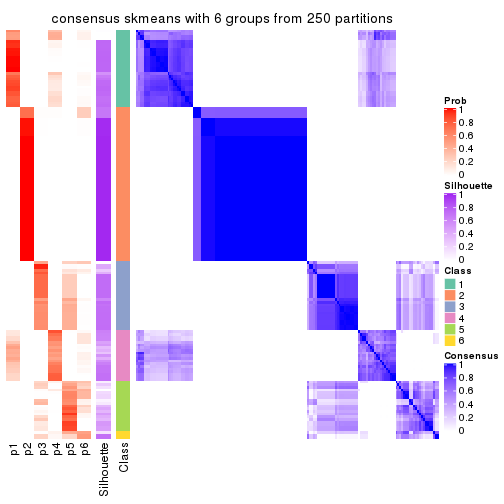 consensus skmeans with 6 groups from 250 partitions
Prob
1
0.8
0.6
0.4
0.2
0
Silhouette
1
0.8
0.6
0.4
0.2
0
Class
1
2
3
4
5
6
Consensus
1
0.8
0.6
0.4
0.2
0
p1
p2
p3
p4
p5
p6
Silhouette
Class